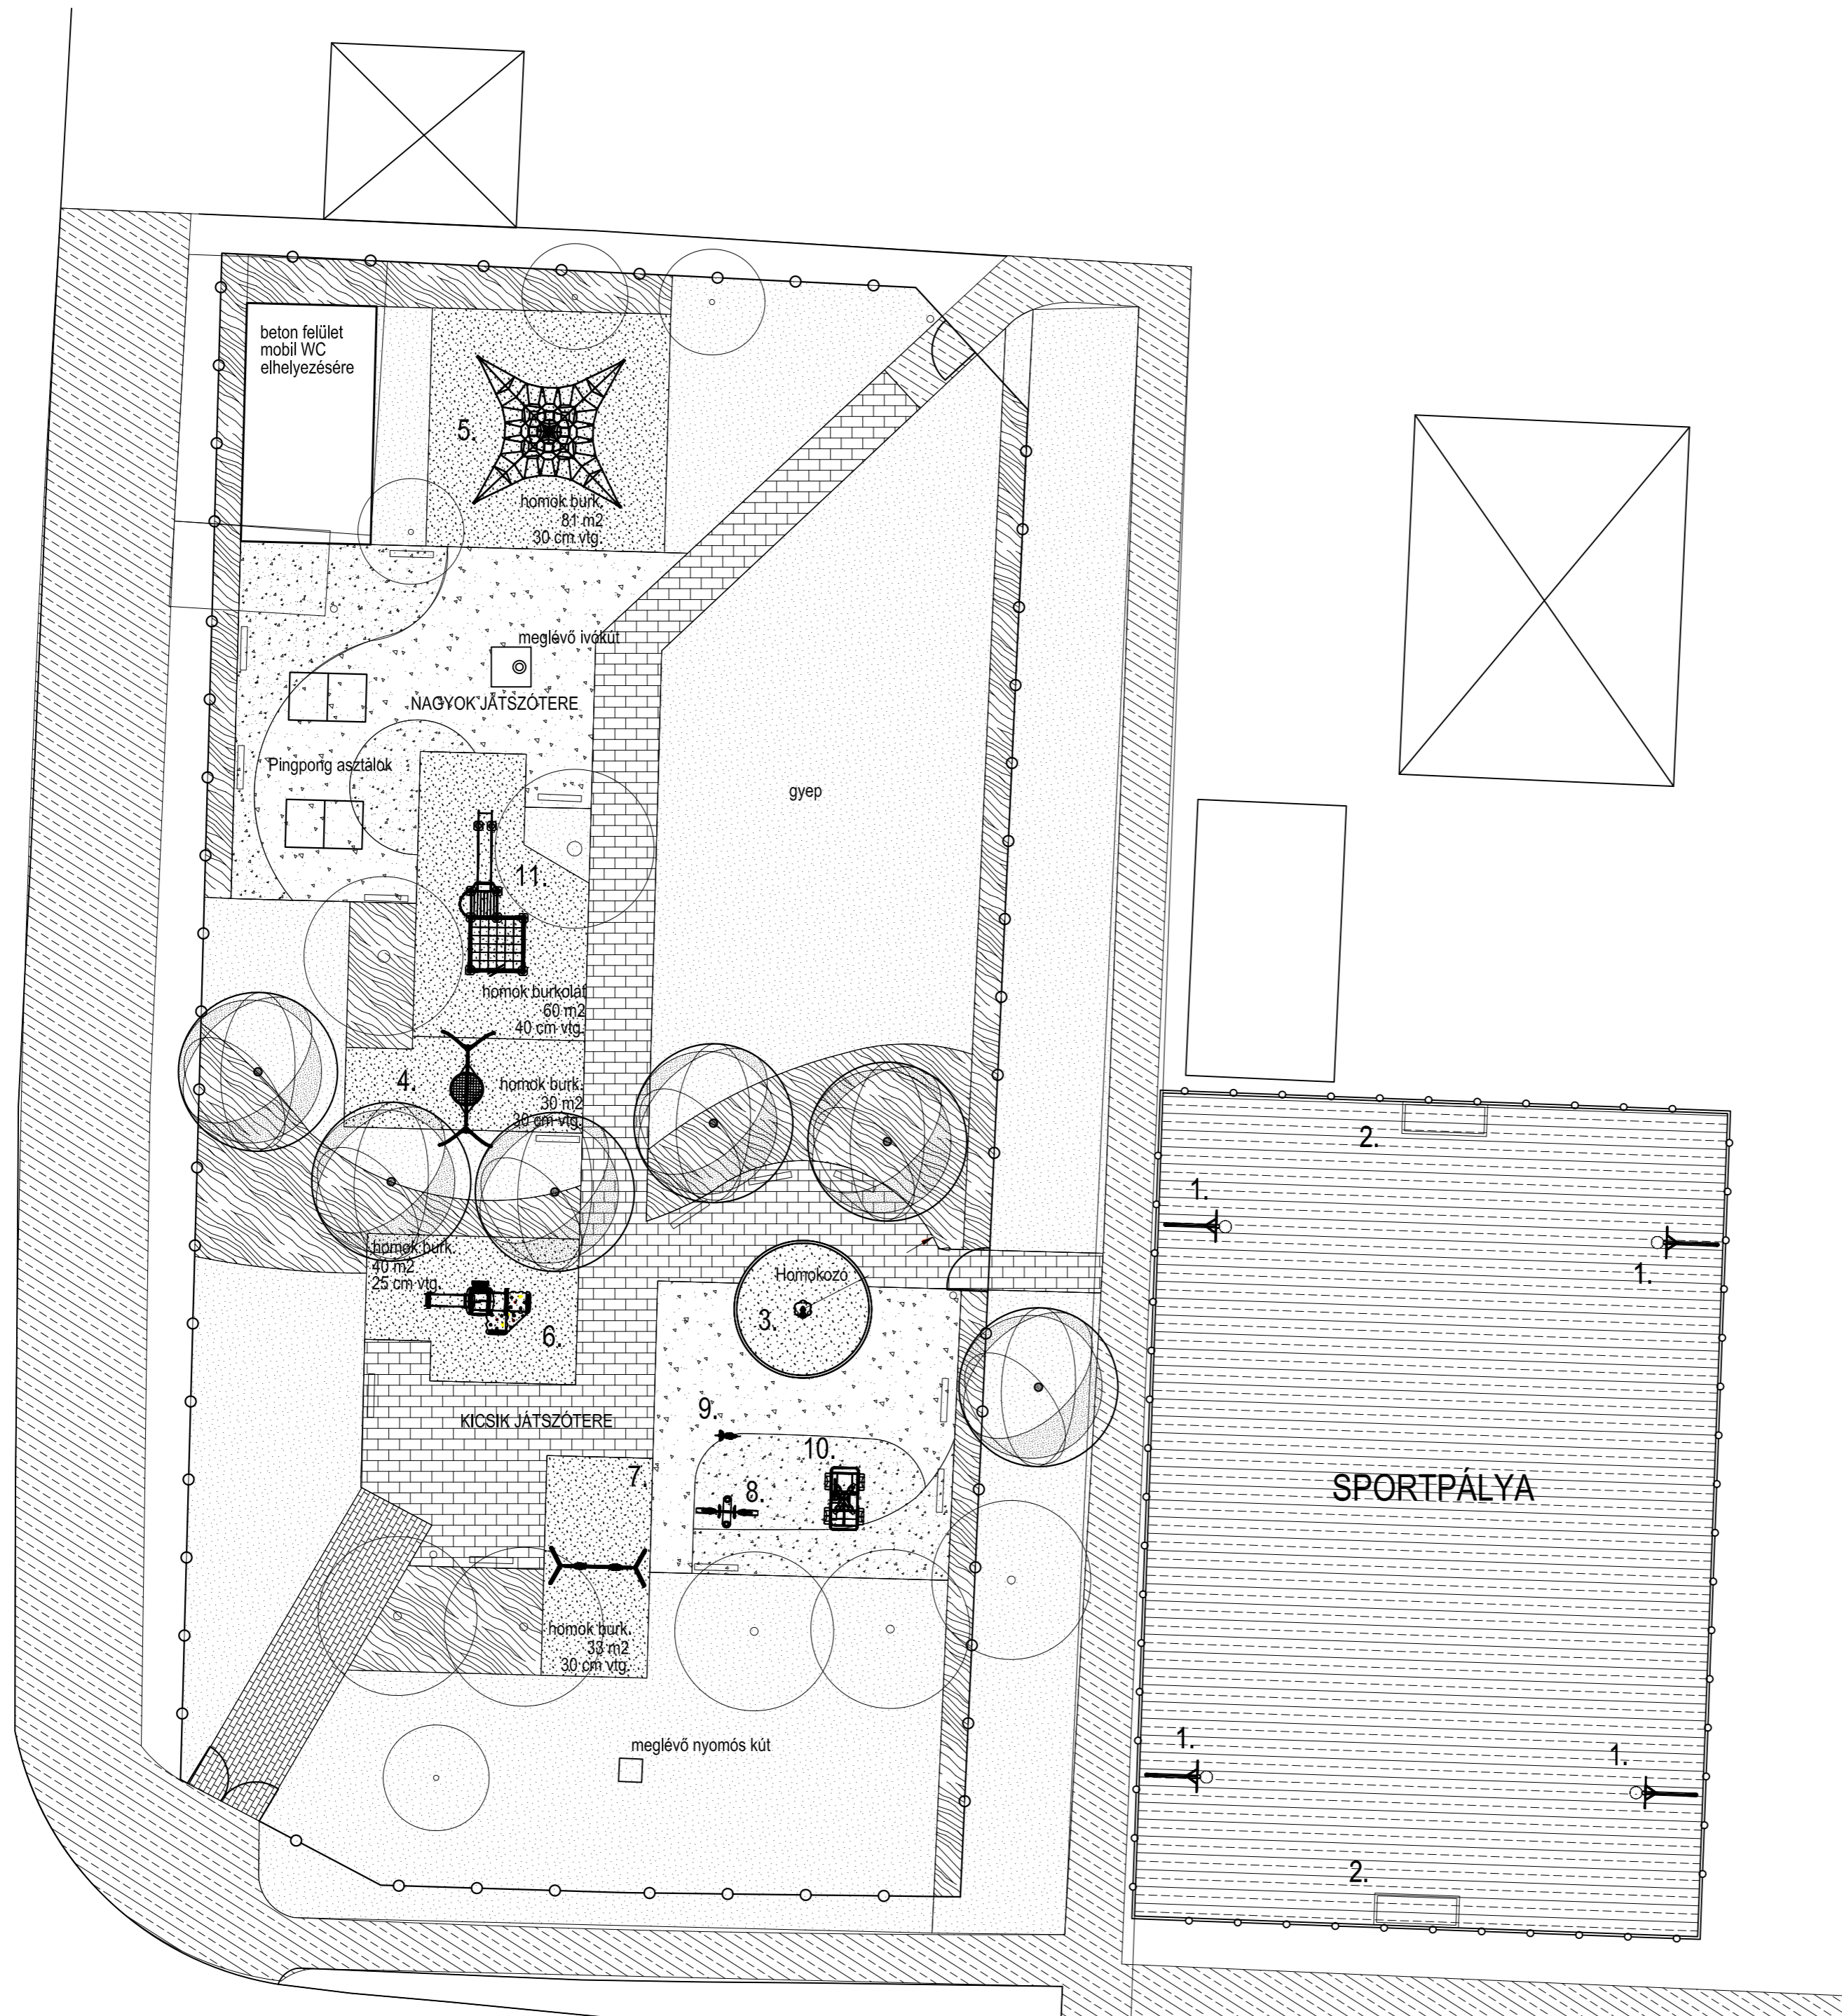 beton felület
mobil WC
elhelyezésére
5.
homok burk.
81 m2
30 cm vtg.
meglévő ivókút
NAGYOK JÁTSZÓTERE
Pingpong asztalok
gyep
11.
homok burkolat
60 m2
40 cm vtg.
4.
homok burk.
30 m2
30 cm vtg.
2.
1.
1.
homok burk.
40 m2
25 cm vtg.
6.
Homokozó
3.
KICSIK JÁTSZÓTERE
9.
10.
7.
8.
SPORTPÁLYA
homok burk.
33 m2
30 cm vtg.
meglévő nyomós kút
1.
1.
2.